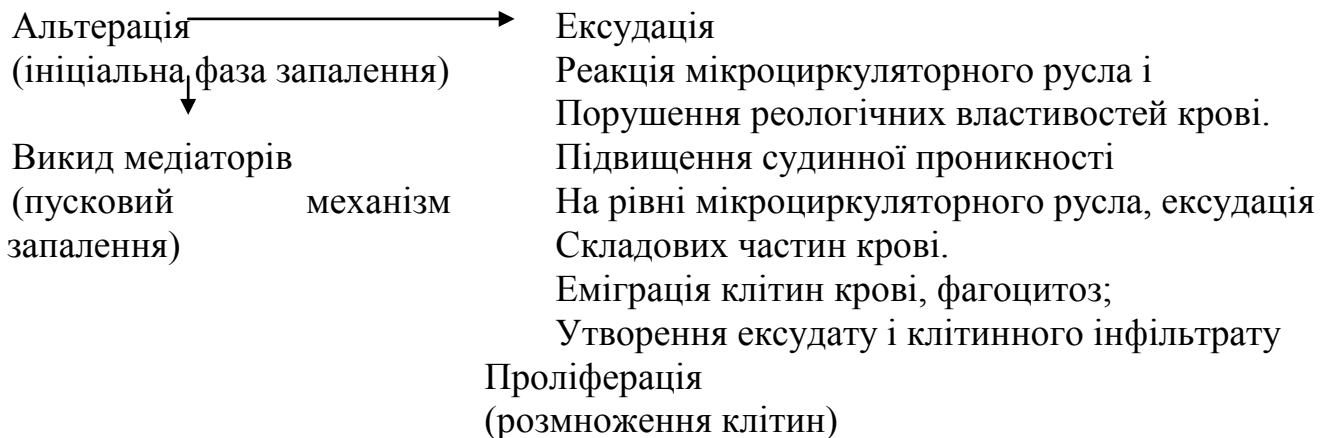 Альтерація
(ініціальна фаза запалення)
Викид медіаторів
(пусковий механізм
запалення)
Ексудація
Реакція мікроциркуляторного русла і
Порушення реологічних властивостей крові.
Підвищення судинної проникності
На рівні мікроциркуляторного русла, ексудація
Складових частин крові.
Еміграція клітин крові, фагоцитоз;
Утворення ексудату і клітинного інфільтрату
Проліферація
(розмноження клітин)